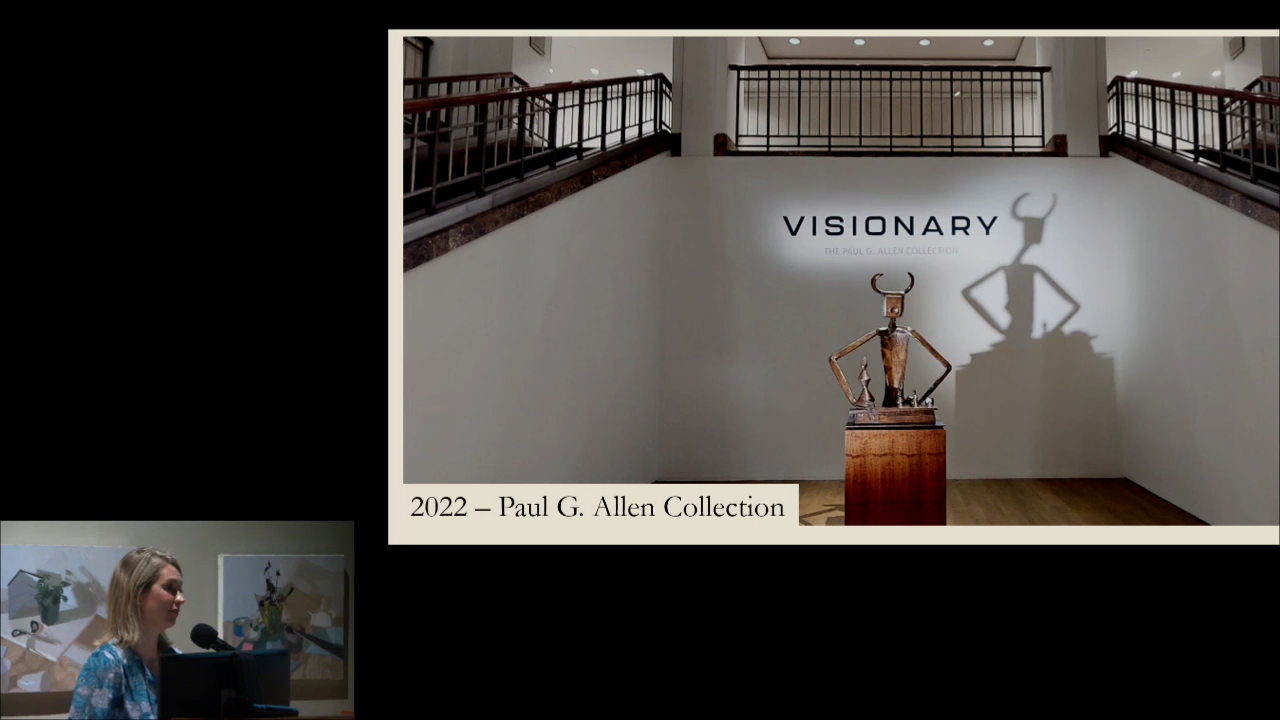 VISIONARY
THE PAUL G. ALLEN COLLECTION
2022 – Paul G. Allen Collection